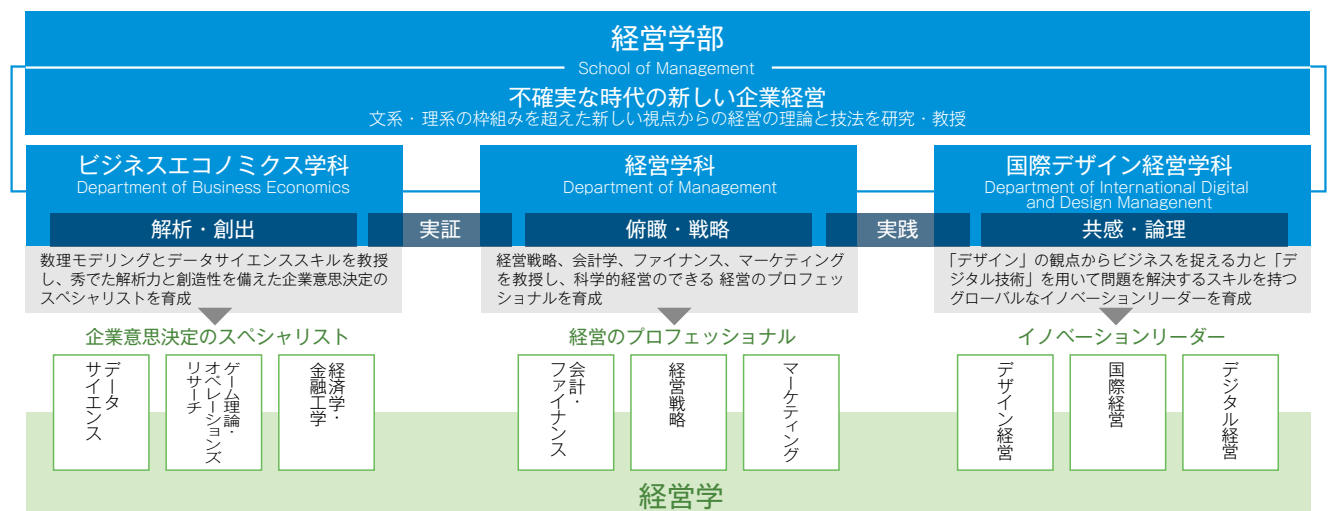 経営学部
School of Management
不確実な時代の新しい企業経営
文系・理系の枠組みを超えた新しい視点からの経営の理論と技法を研究・教授
ビジネスエコノミクス学科
Department of Business Economics
解析・創出
数理モデリングとデータサイエンススキルを教授
し、秀でた解析力と創造性を備えた企業意思決定の
スペシャリストを育成
企業意思決定のスペシャリスト
データ
サイエンス
ゲーム理論・
オペレーションズ
リサーチ
経済学・
金融工学
実証
経営学科
Department of Management
俯瞰・戦略
経営戦略、会計学、ファイナンス、マーケティング
を教授し、科学的経営のできる 経営のプロフェッ
ショナルを育成
経営のプロフェッショナル
会計・
ファイナンス
経営戦略
マーケティング
実践
国際デザイン経営学科
Department of International Digital
and Design Management
共感・論理
「デザイン」の観点からビジネスを捉える力と「デ
ジタル技術」を用いて問題を解決するスキルを持つ
グローバルなイノベーションリーダーを育成
イノベーションリーダー
デザイン経営
国際経営
デジタル経営
経営学